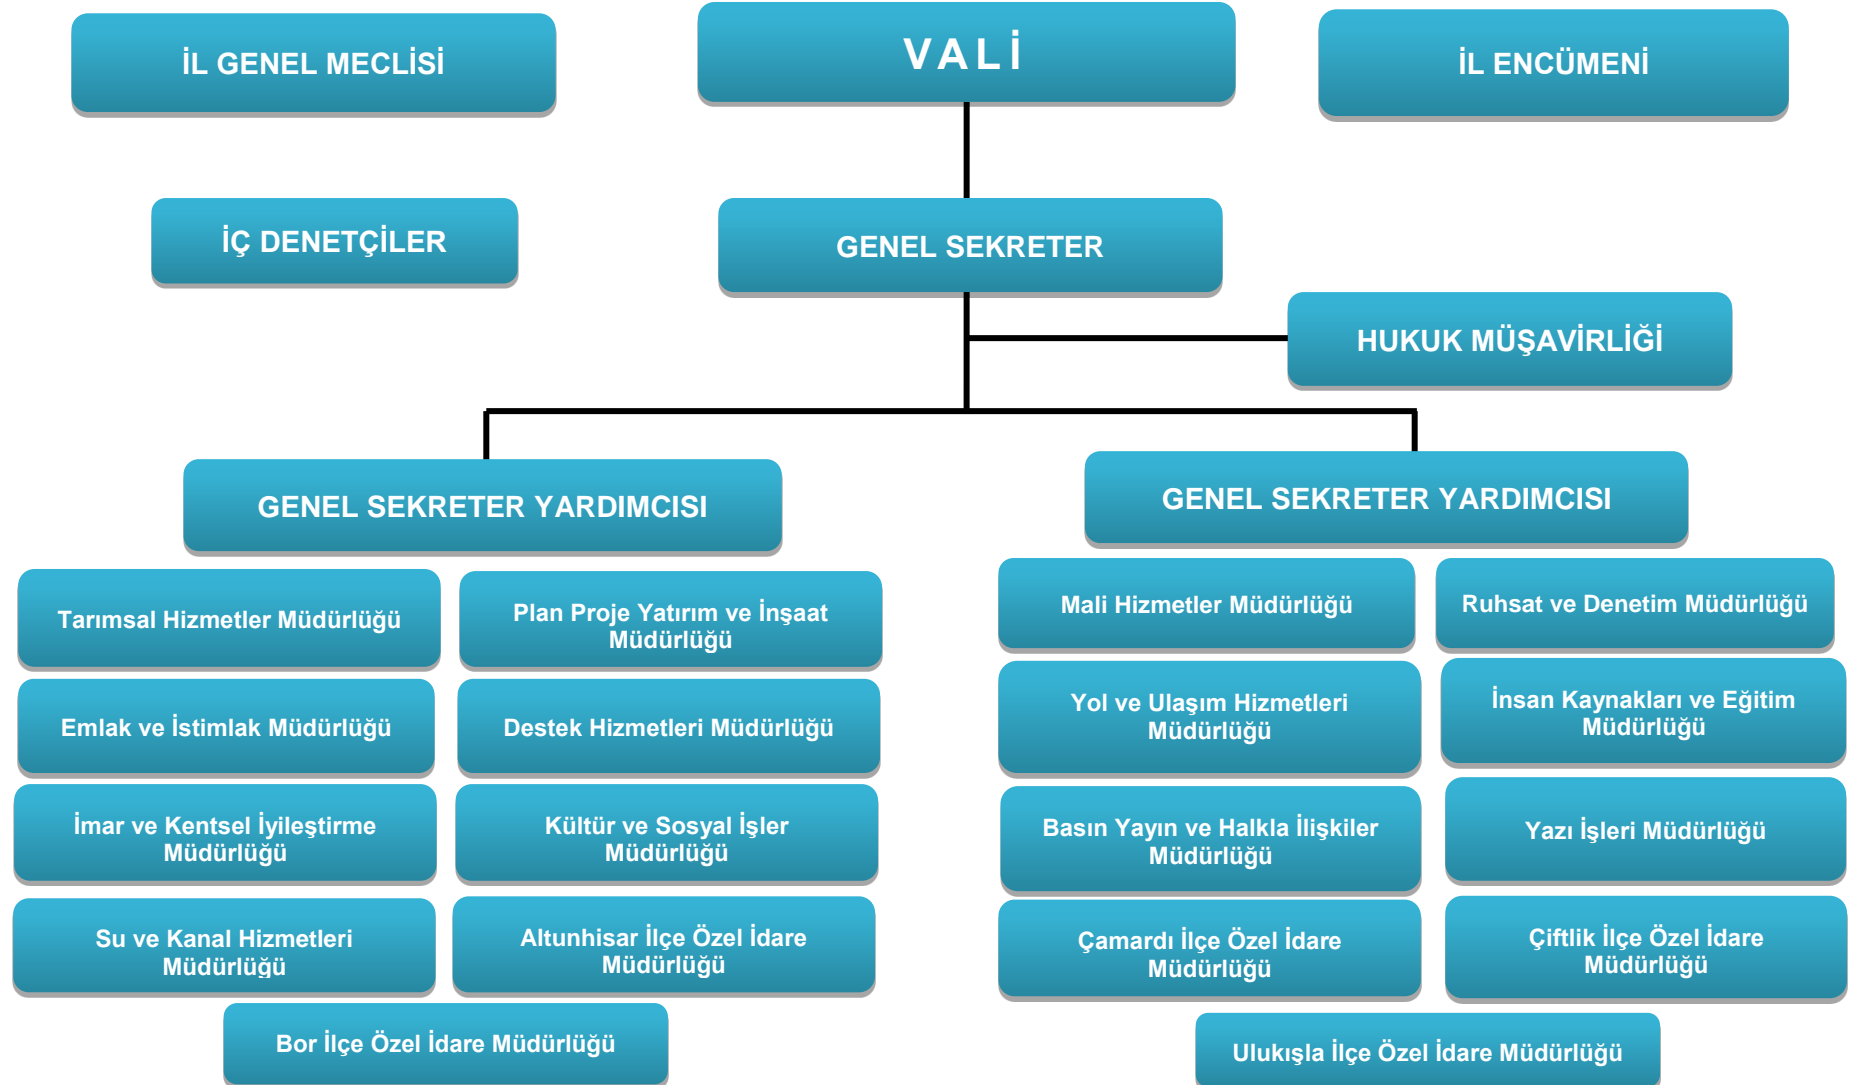 İL GENEL MECLİSİ
VALİ
İL ENCÜMENİ
İÇ DENETÇİLER
GENEL SEKRETER
HUKUK MÜŞAVİRLİĞİ
GENEL SEKRETER YARDIMCISI
Tarımsal Hizmetler Müdürlüğü
Plan Proje Yatırım ve İnşaat
Müdürlüğü
Emlak ve İstimlak Müdürlüğü
Destek Hizmetleri Müdürlüğü
İmar ve Kentsel İyileştirme
Müdürlüğü
Kültür ve Sosyal İşler
Müdürlüğü
Su ve Kanal Hizmetleri
Müdürlüğü
Altunhisar İlçe Özel İdare
Müdürlüğü
Bor İlçe Özel İdare Müdürlüğü
GENEL SEKRETER YARDIMCISI
Mali Hizmetler Müdürlüğü
Ruhsat ve Denetim Müdürlüğü
Yol ve Ulaşım Hizmetleri
Müdürlüğü
İnsan Kaynakları ve Eğitim
Müdürlüğü
Basın Yayın ve Halkla İlişkiler
Müdürlüğü
Yazı İşleri Müdürlüğü
Çamardı İlçe Özel İdare
Müdürlüğü
Çiftlik İlçe Özel İdare
Müdürlüğü
Ulukışla İlçe Özel İdare Müdürlüğü